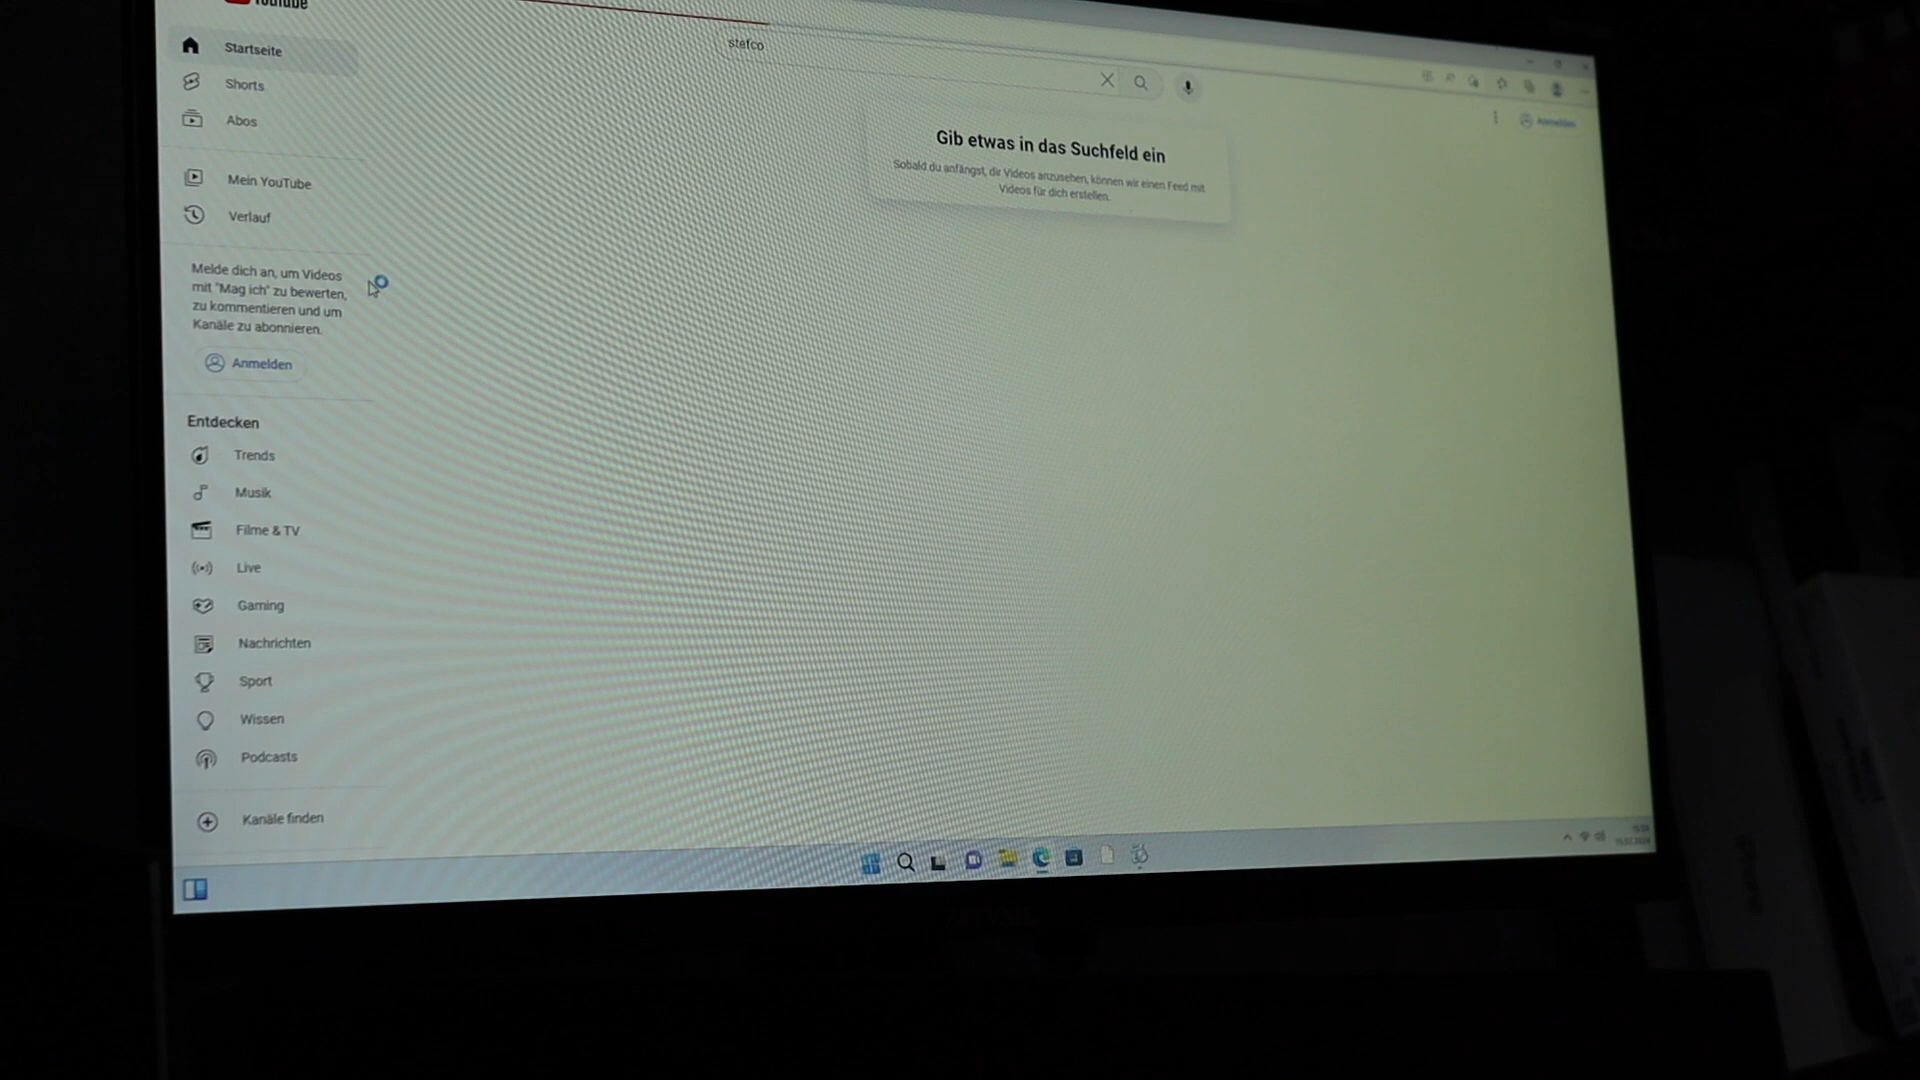 YouTube
stefco
Startseite
Shorts
Abos
Mein YouTube
Verlauf
Melde dich an, um Videos
mit "Mag ich" zu bewerten,
zu kommentieren und um
Kanäle zu abonnieren.
Anmelden
Entdecken
Trends
Musik
Filme & TV
Live
Gaming
Nachrichten
Sport
Wissen
Podcasts
Kanäle finden
Gib etwas in das Suchfeld ein
Sobald du anfängst, dir Videos anzusehen, können wir einen Feed mit
Videos für dich erstellen.
Anmelden